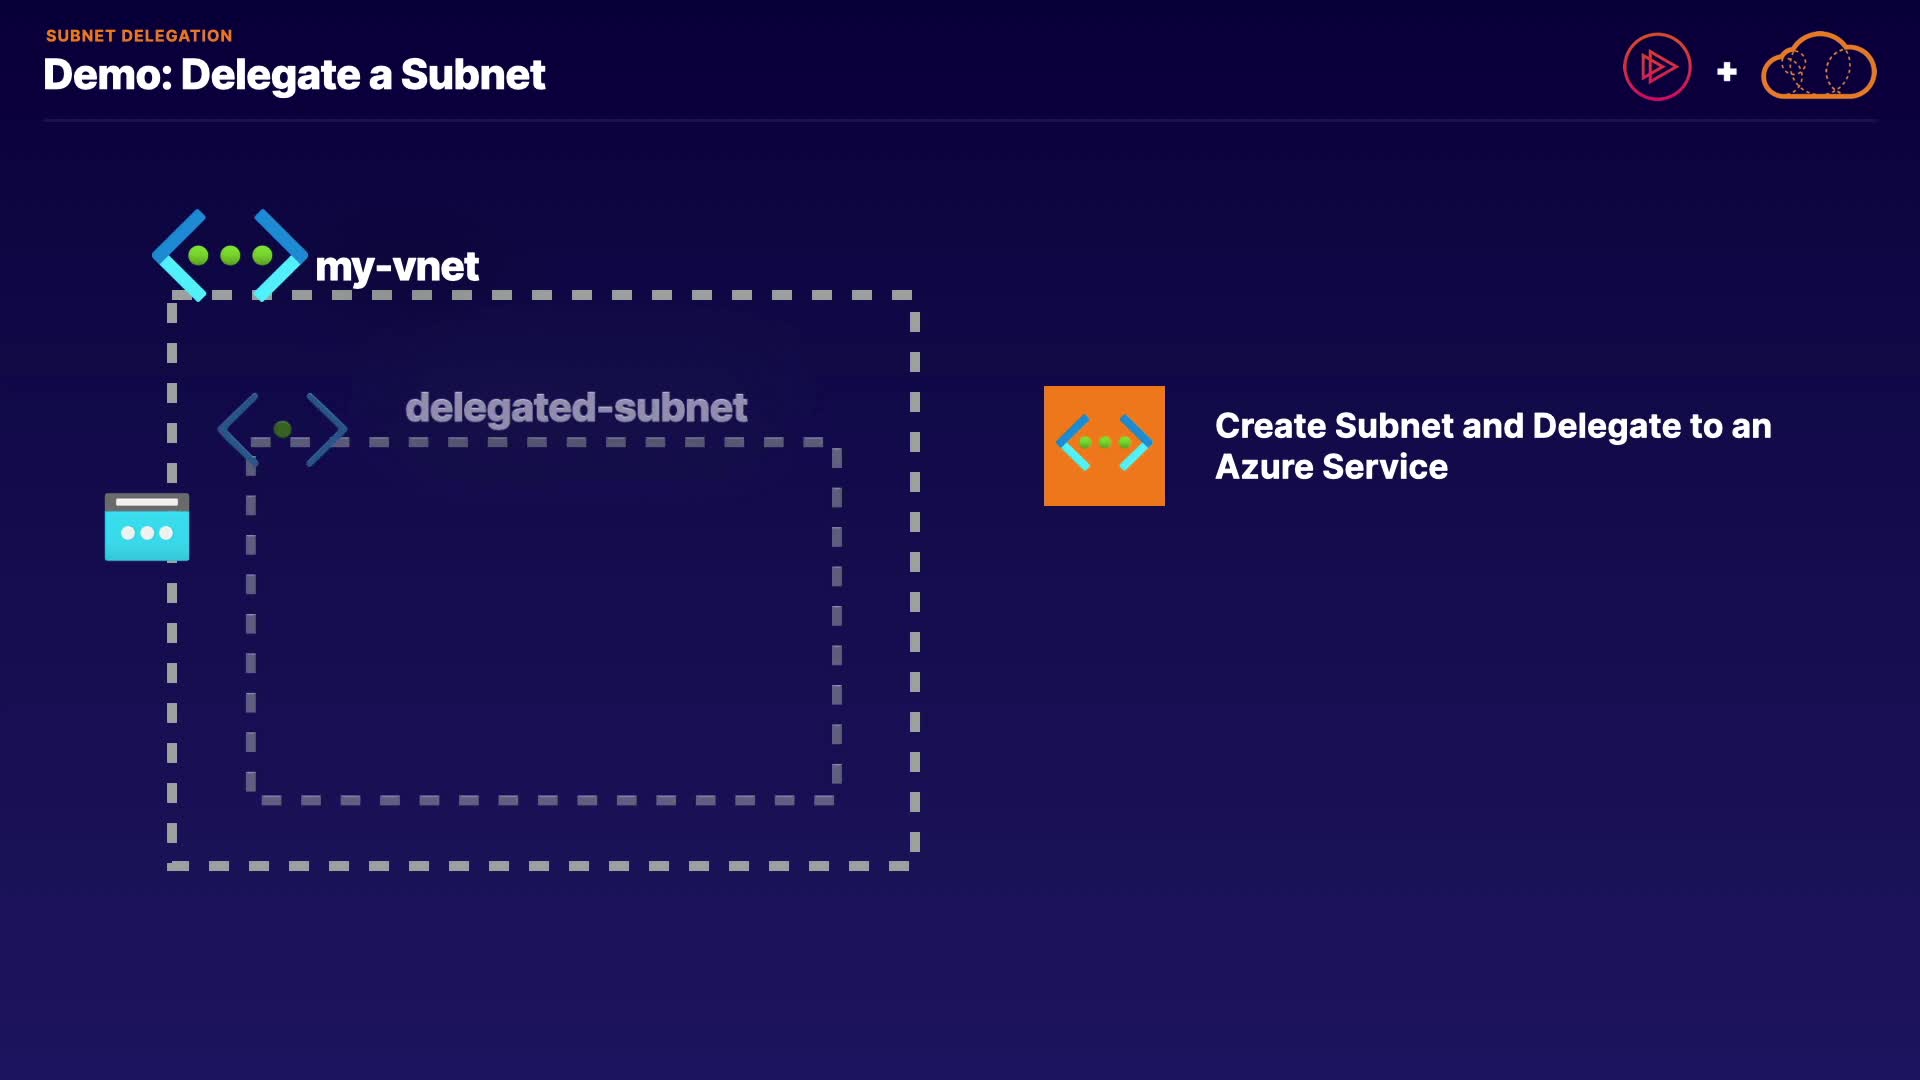 SUBNET DELEGATION
Demo: Delegate a Subnet
my-vnet
delegated-subnet
Create Subnet and Delegate to an
Azure Service